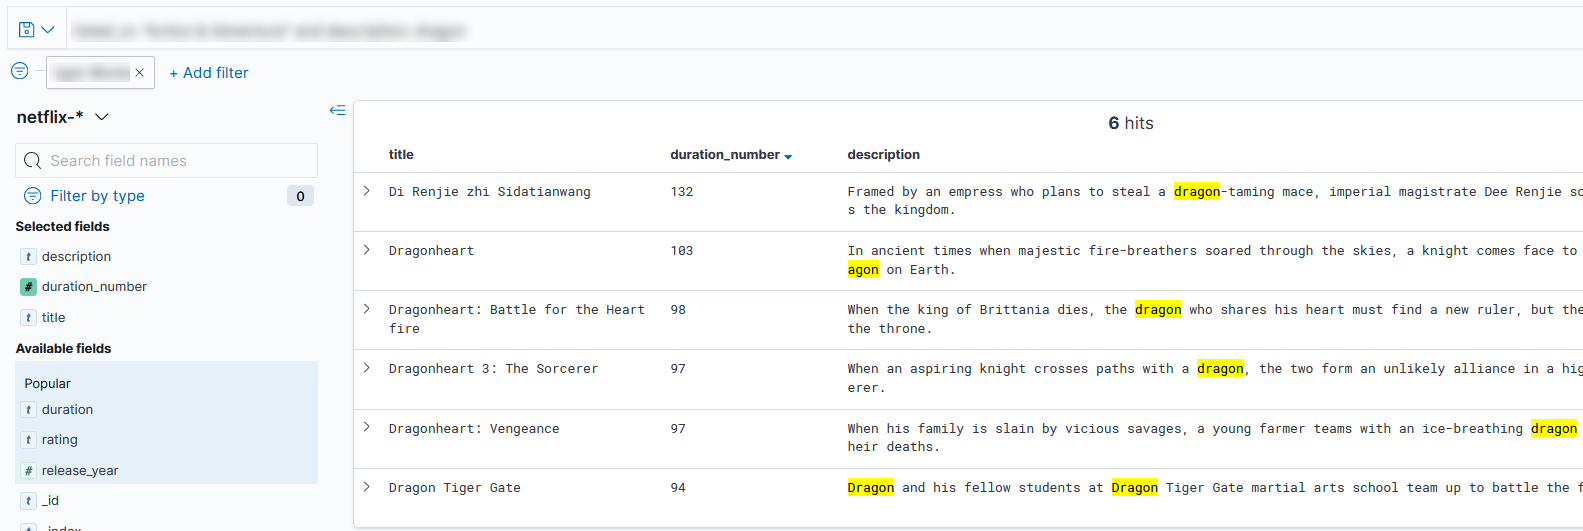 + Add filter
netflix-*
Search field names
Filter by type 0
Selected fields
t description
# duration_number
t title
Available fields
Popular
t duration
t rating
# release_year
t _id
_index
6 hits
title duration_number description
Di Renjie zhi Sidatianwang 132 Framed by an empress who plans to steal a dragon-taming mace, imperial magistrate Dee Renjie
s the kingdom.
Dragonheart 103 In ancient times when majestic fire-breathers soared through the skies, a knight comes face to
agon on Earth.
Dragonheart: Battle for the Heart 98 When the king of Brittania dies, the dragon who shares his heart must find a new ruler, but the
fire the throne.
Dragonheart 3: The Sorcerer 97 When an aspiring knight crosses paths with a dragon, the two form an unlikely alliance in a
erer.
Dragonheart: Vengeance 97 When his family is slain by vicious savages, a young farmer teams with an ice-breathing dragon
heir deaths.
Dragon Tiger Gate 94 Dragon and his fellow students at Dragon Tiger Gate martial arts school team up to battle the